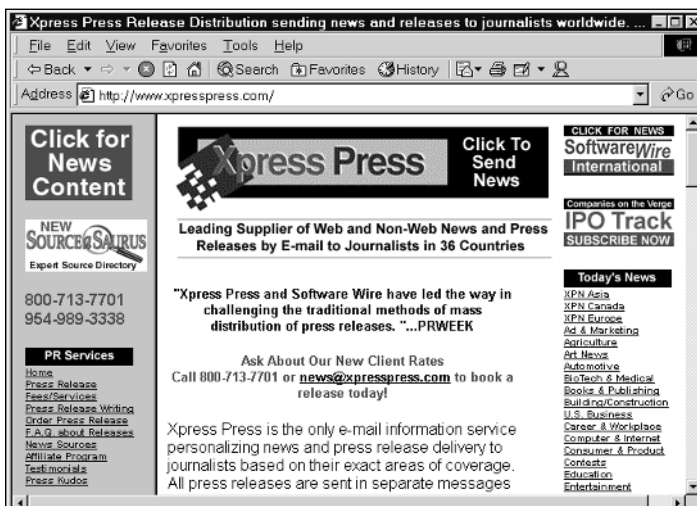 Xpress Press Release Distribution sending news and releases to journalists worldwide. ...
File Edit View Favorites Tools Help
Back Search Favorites History
Address http://www.xpresspress.com/ Go
Click for
News
Content
NEW
SOURCE SAURUS
Expert Source Directory
800-713-7701
954-989-3338
PR Services
Home
Press Release
Fees/Services
Press Release Writing
Order Press Release
F.A.Q. about Releases
News Sources
Affiliate Program
Testimonials
Press Kudos
Xpress Press
Click To
Send
News
Leading Supplier of Web and Non-Web News and Press
Releases by E-mail to Journalists in 36 Countries
"Xpress Press and Software Wire have led the way in
challenging the traditional methods of mass
distribution of press releases. "...PRWEEK
Ask About Our New Client Rates
Call 800-713-7701 or news@xpresspress.com to book a
release today!
Xpress Press is the only e-mail information service
personalizing news and press release delivery to
journalists based on their exact areas of coverage.
All press releases are sent in separate messages
CLICK FOR NEWS
SoftwareWire
International
Companies on the Verge
IPO Track
SUBSCRIBE NOW
Today's News
XPN Asia
XPN Canada
XPN Europe
Ad & Marketing
Agriculture
Art News
Automotive
BioTech & Medical
Books & Publishing
Building/Construction
U.S. Business
Career & Workplace
Computer & Internet
Consumer & Product
Contests
Education
Entertainment